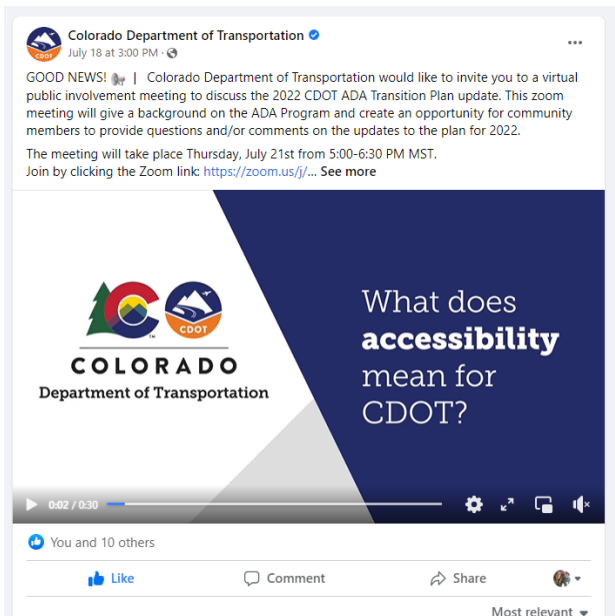 Colorado Department of Transportation
July 18 at 3:00 PM ·
GOOD NEWS! | Colorado Department of Transportation would like to invite you to a virtual
public involvement meeting to discuss the 2022 CDOT ADA Transition Plan update. This zoom
meeting will give a background on the ADA Program and create an opportunity for community
members to provide questions and/or comments on the updates to the plan for 2022.
The meeting will take place Thursday, July 21st from 5:00-6:30 PM MST.
Join by clicking the Zoom link: https://zoom.us/j/... See more
CDOT
CO
TM
CDOT
COLORADO
Department of Transportation
What does
accessibility
mean for
CDOT?
0:02 / 0:30
You and 10 others
Like Comment Share
Most relevant